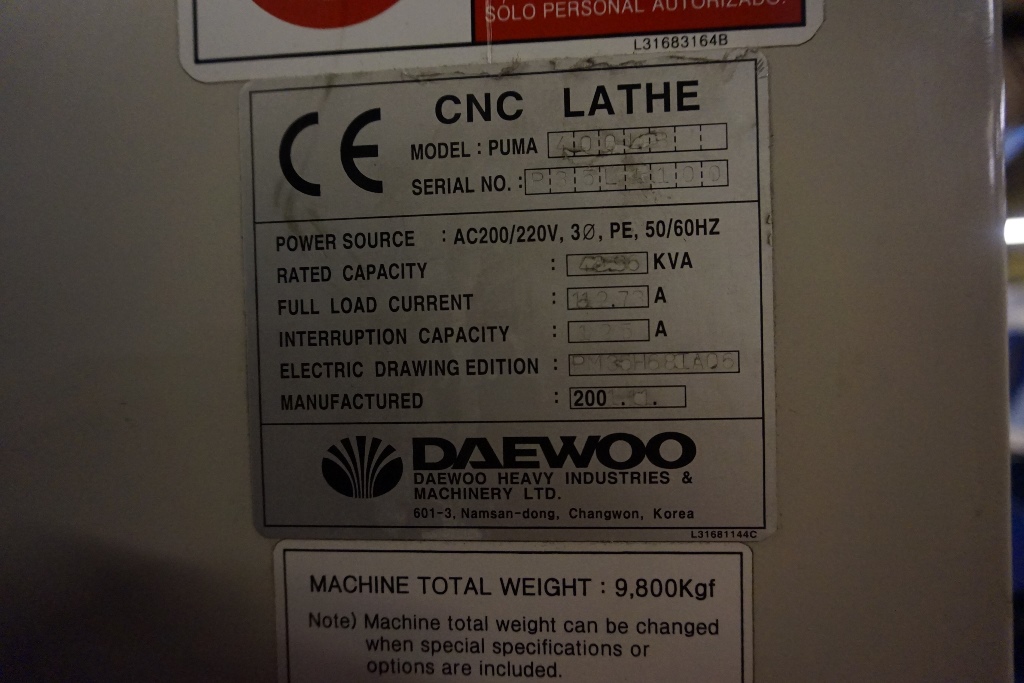 SÓLO PERSONAL AUTORIZADO.
L31683164B
CE CNC LATHE
MODEL : PUMA
SERIAL NO. :
POWER SOURCE : AC200/220V, 3Ø, PE, 50/60HZ
RATED CAPACITY : KVA
FULL LOAD CURRENT : A
INTERRUPTION CAPACITY : 125 A
ELECTRIC DRAWING EDITION :
MANUFACTURED : 200 . .
DAEWOO
DAEWOO HEAVY INDUSTRIES &
MACHINERY LTD.
601-3, Namsan-dong, Changwon, Korea
L31681144C
MACHINE TOTAL WEIGHT : 9,800Kgf
Note) Machine total weight can be changed
when special specifications or
options are included.